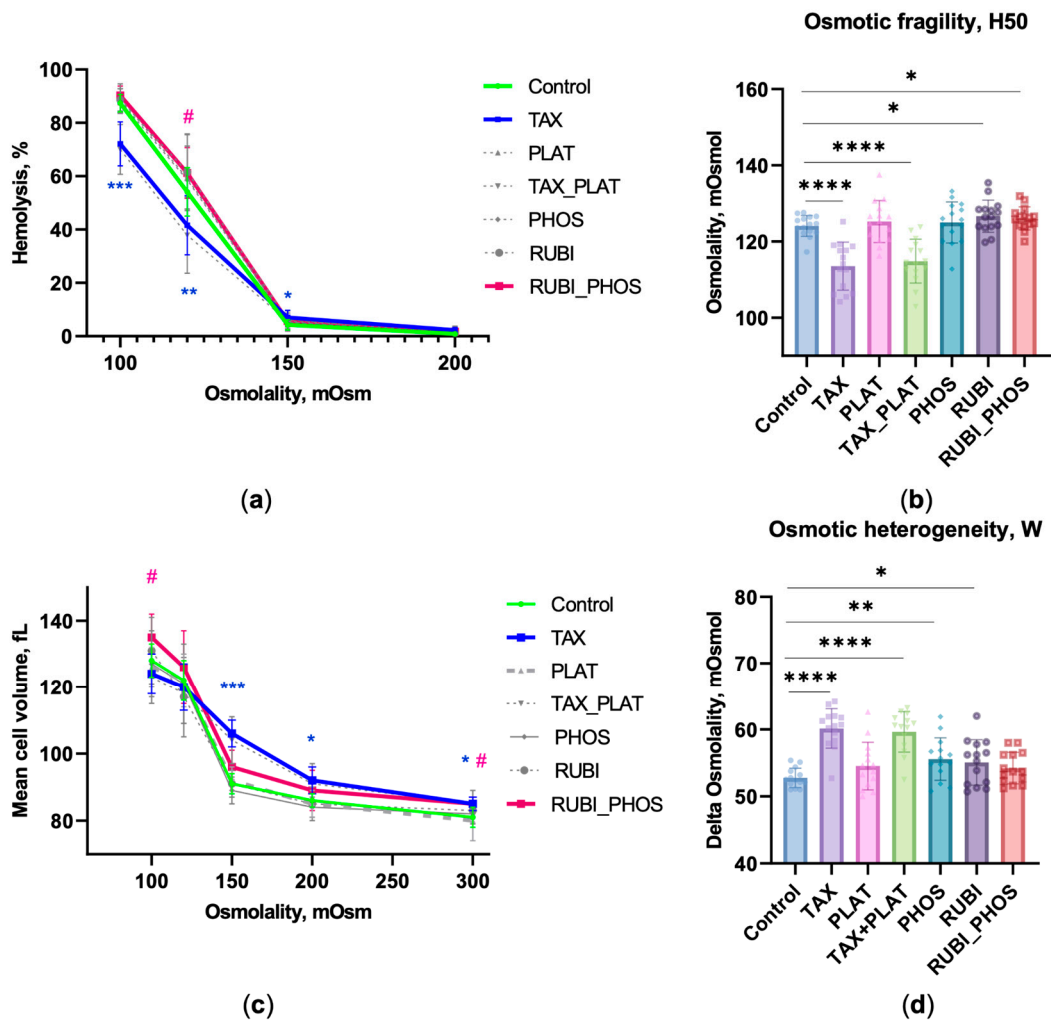 Hemolysis, %
100
80
60
40
20
0
***
#
**
*
100
150
200
Osmolality, mOsm
Control
TAX
PLAT
TAX_PLAT
PHOS
RUBI
RUBI_PHOS
(a)
Osmotic fragility, H50
Osmolality, mOsmol
160
140
120
100
*
*
****
****
Control
TAX
PLAT
TAX_PLAT
PHOS
RUBI
RUBI_PHOS
(b)
Mean cell volume, fL
140
120
100
80
#
***
*
* #
100
150
200
250
300
Osmolality, mOsm
Control
TAX
PLAT
TAX_PLAT
PHOS
RUBI
RUBI_PHOS
(c)
Osmotic heterogeneity, W
Delta Osmolality, mOsmol
80
70
60
50
40
*
**
****
****
Control
TAX
PLAT
TAX+PLAT
PHOS
RUBI
RUBI_PHOS
(d)